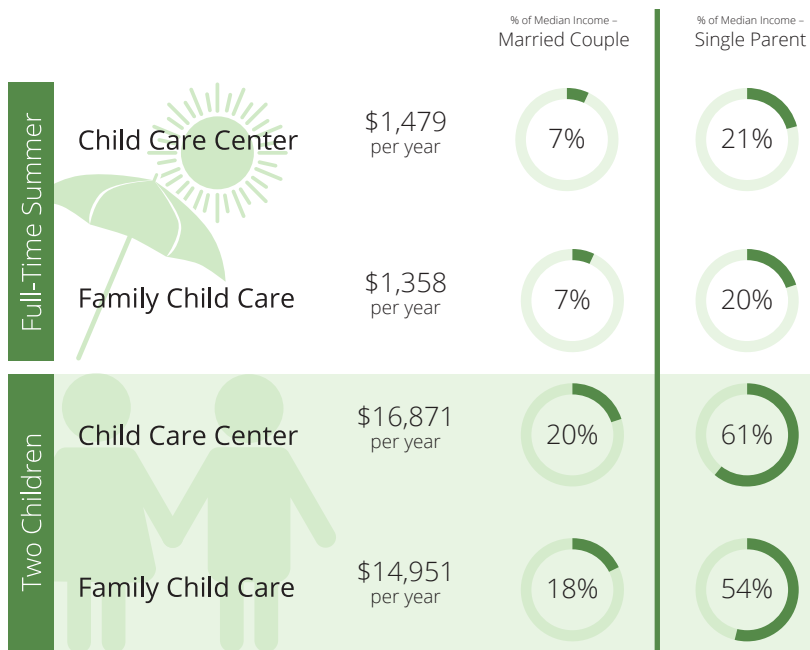 % of Median Income –
Married Couple
% of Median Income –
Single Parent
Full-Time Summer
Child Care Center
$1,479
per year
7%
21%
Family Child Care
$1,358
per year
7%
20%
Two Children
Child Care Center
$16,871
per year
20%
61%
Family Child Care
$14,951
per year
18%
54%